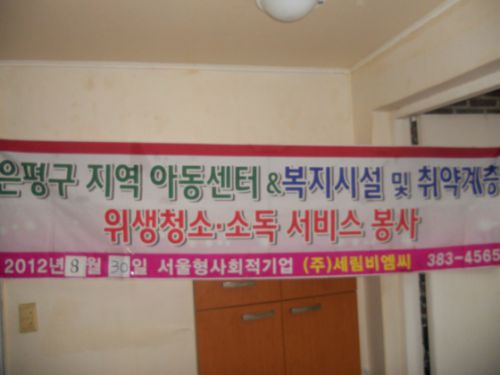 은평구 지역 아동센터 &복지시설 및 취약계층
위생청소·소독 서비스 봉사
2012년 8월 30일 서울형사회적기업 (주)세림비엠씨 383-4565